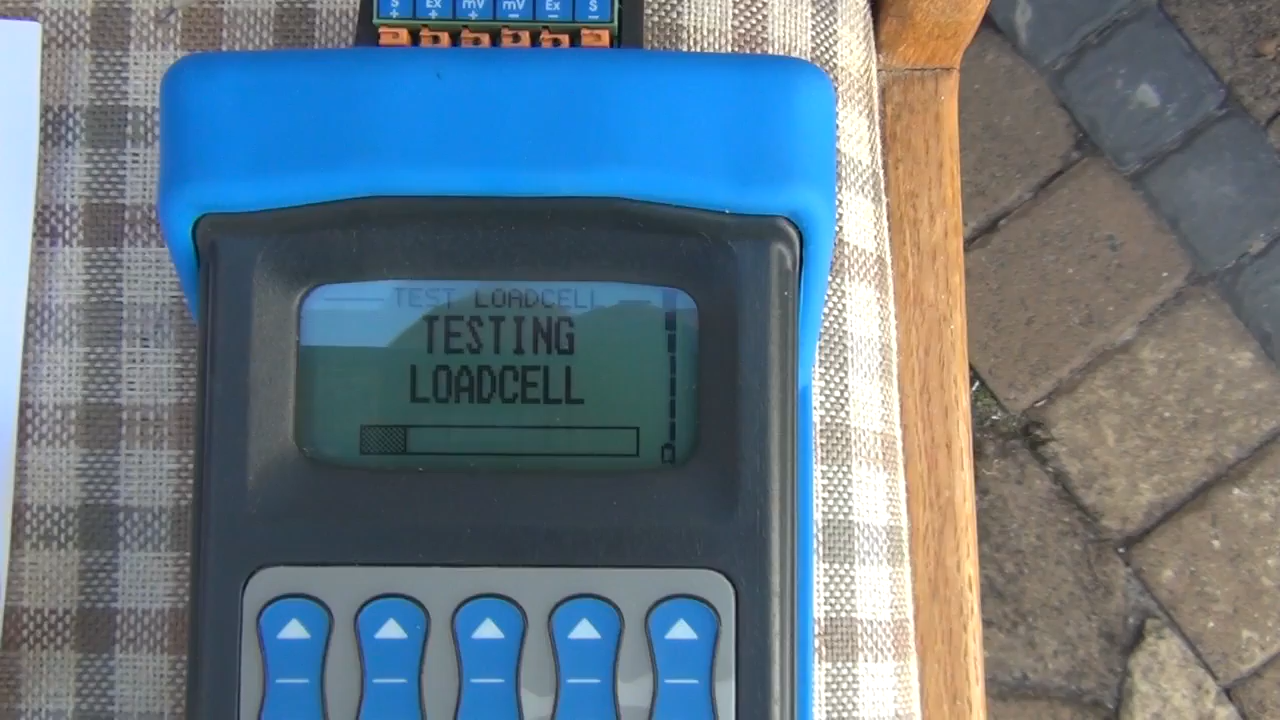 S Ex mV mV Ex S
+ + + − − −
TEST LOADCELL
TESTING
LOADCELL